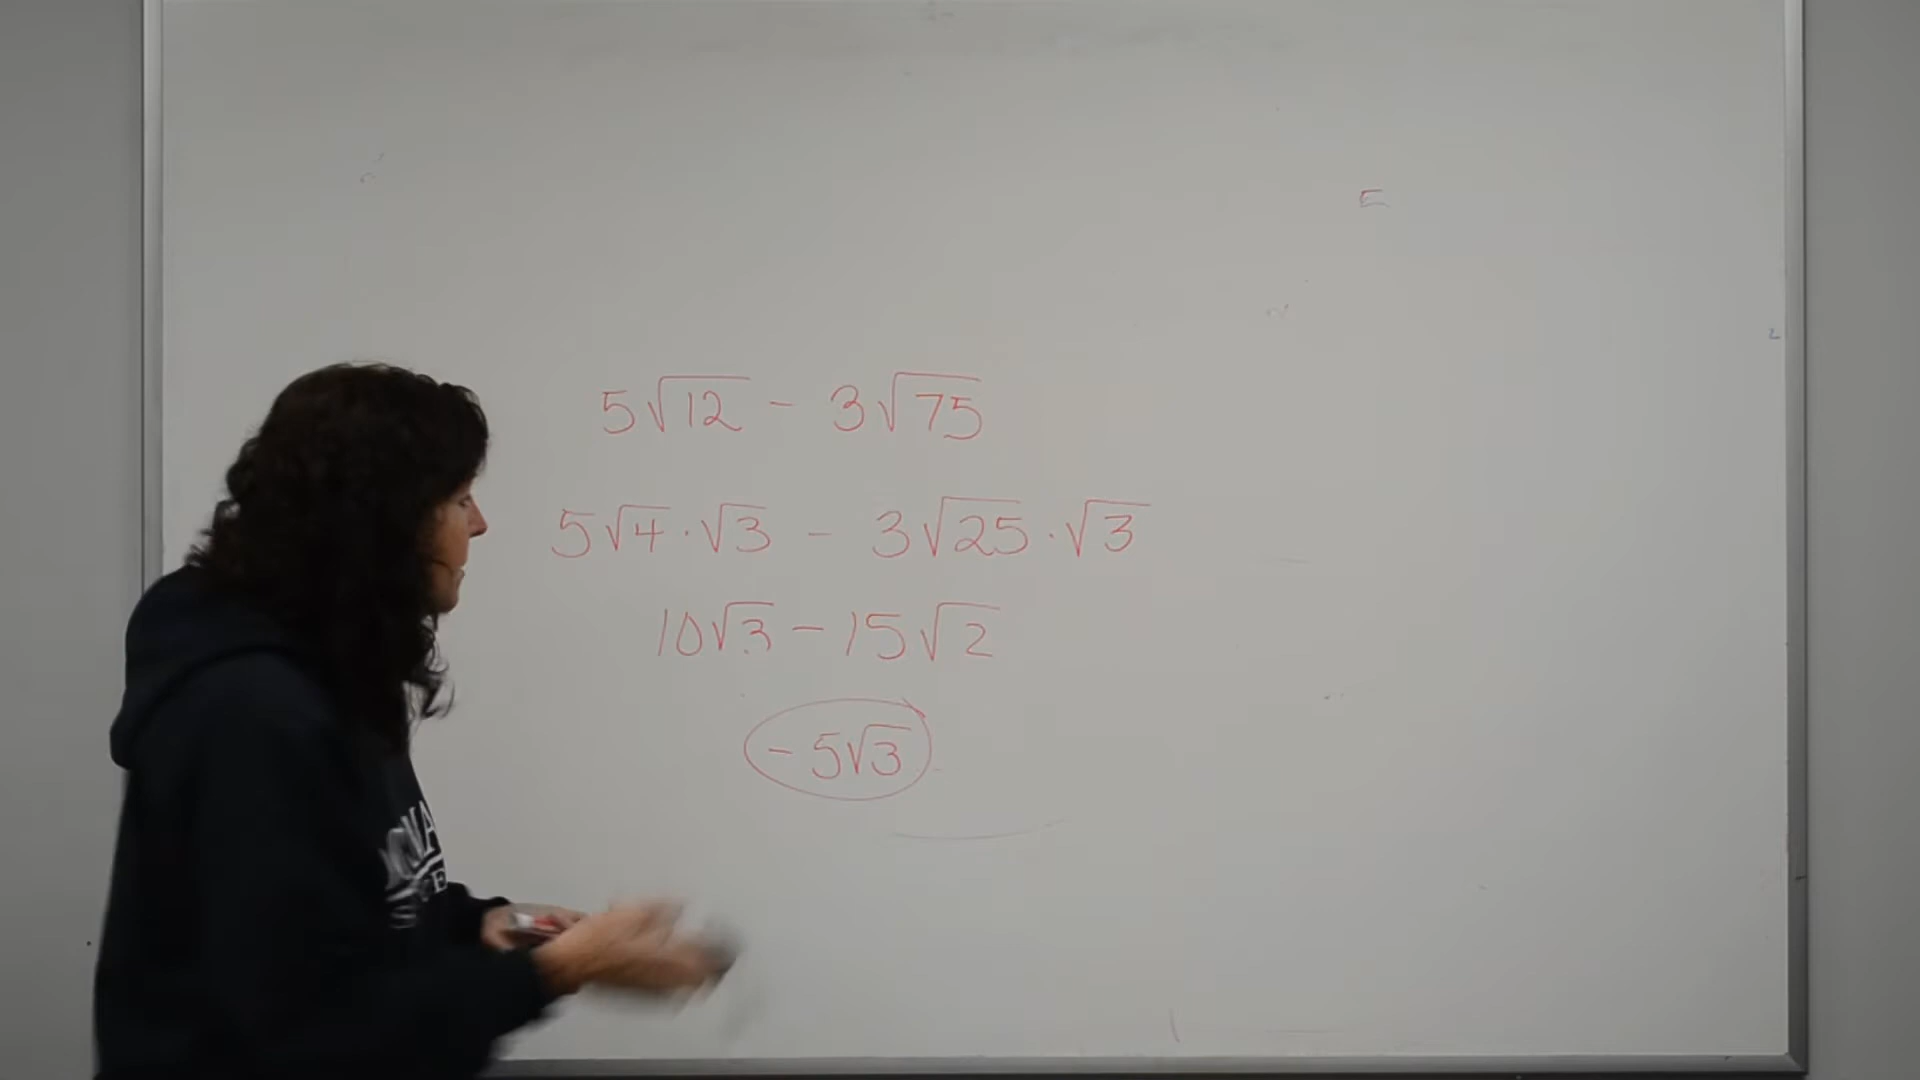 5√12 - 3√75
5√4 · √3 - 3√25 · √3
10√3 - 15√2
- 5√3